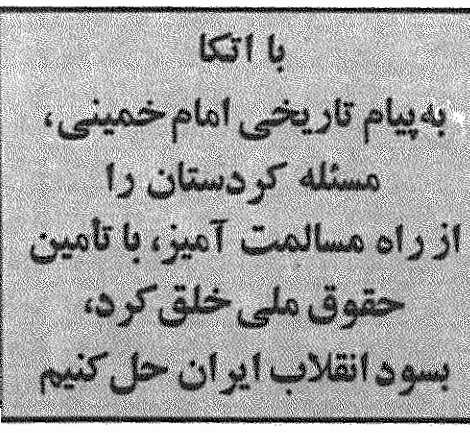 با اتکا
به‌پیام تاریخی امام خمینی،
مسئله کردستان را
از راه مسالمت آمیز، با تأمین
حقوق ملی خلق کرد،
بسود انقلاب ایران حل کنیم